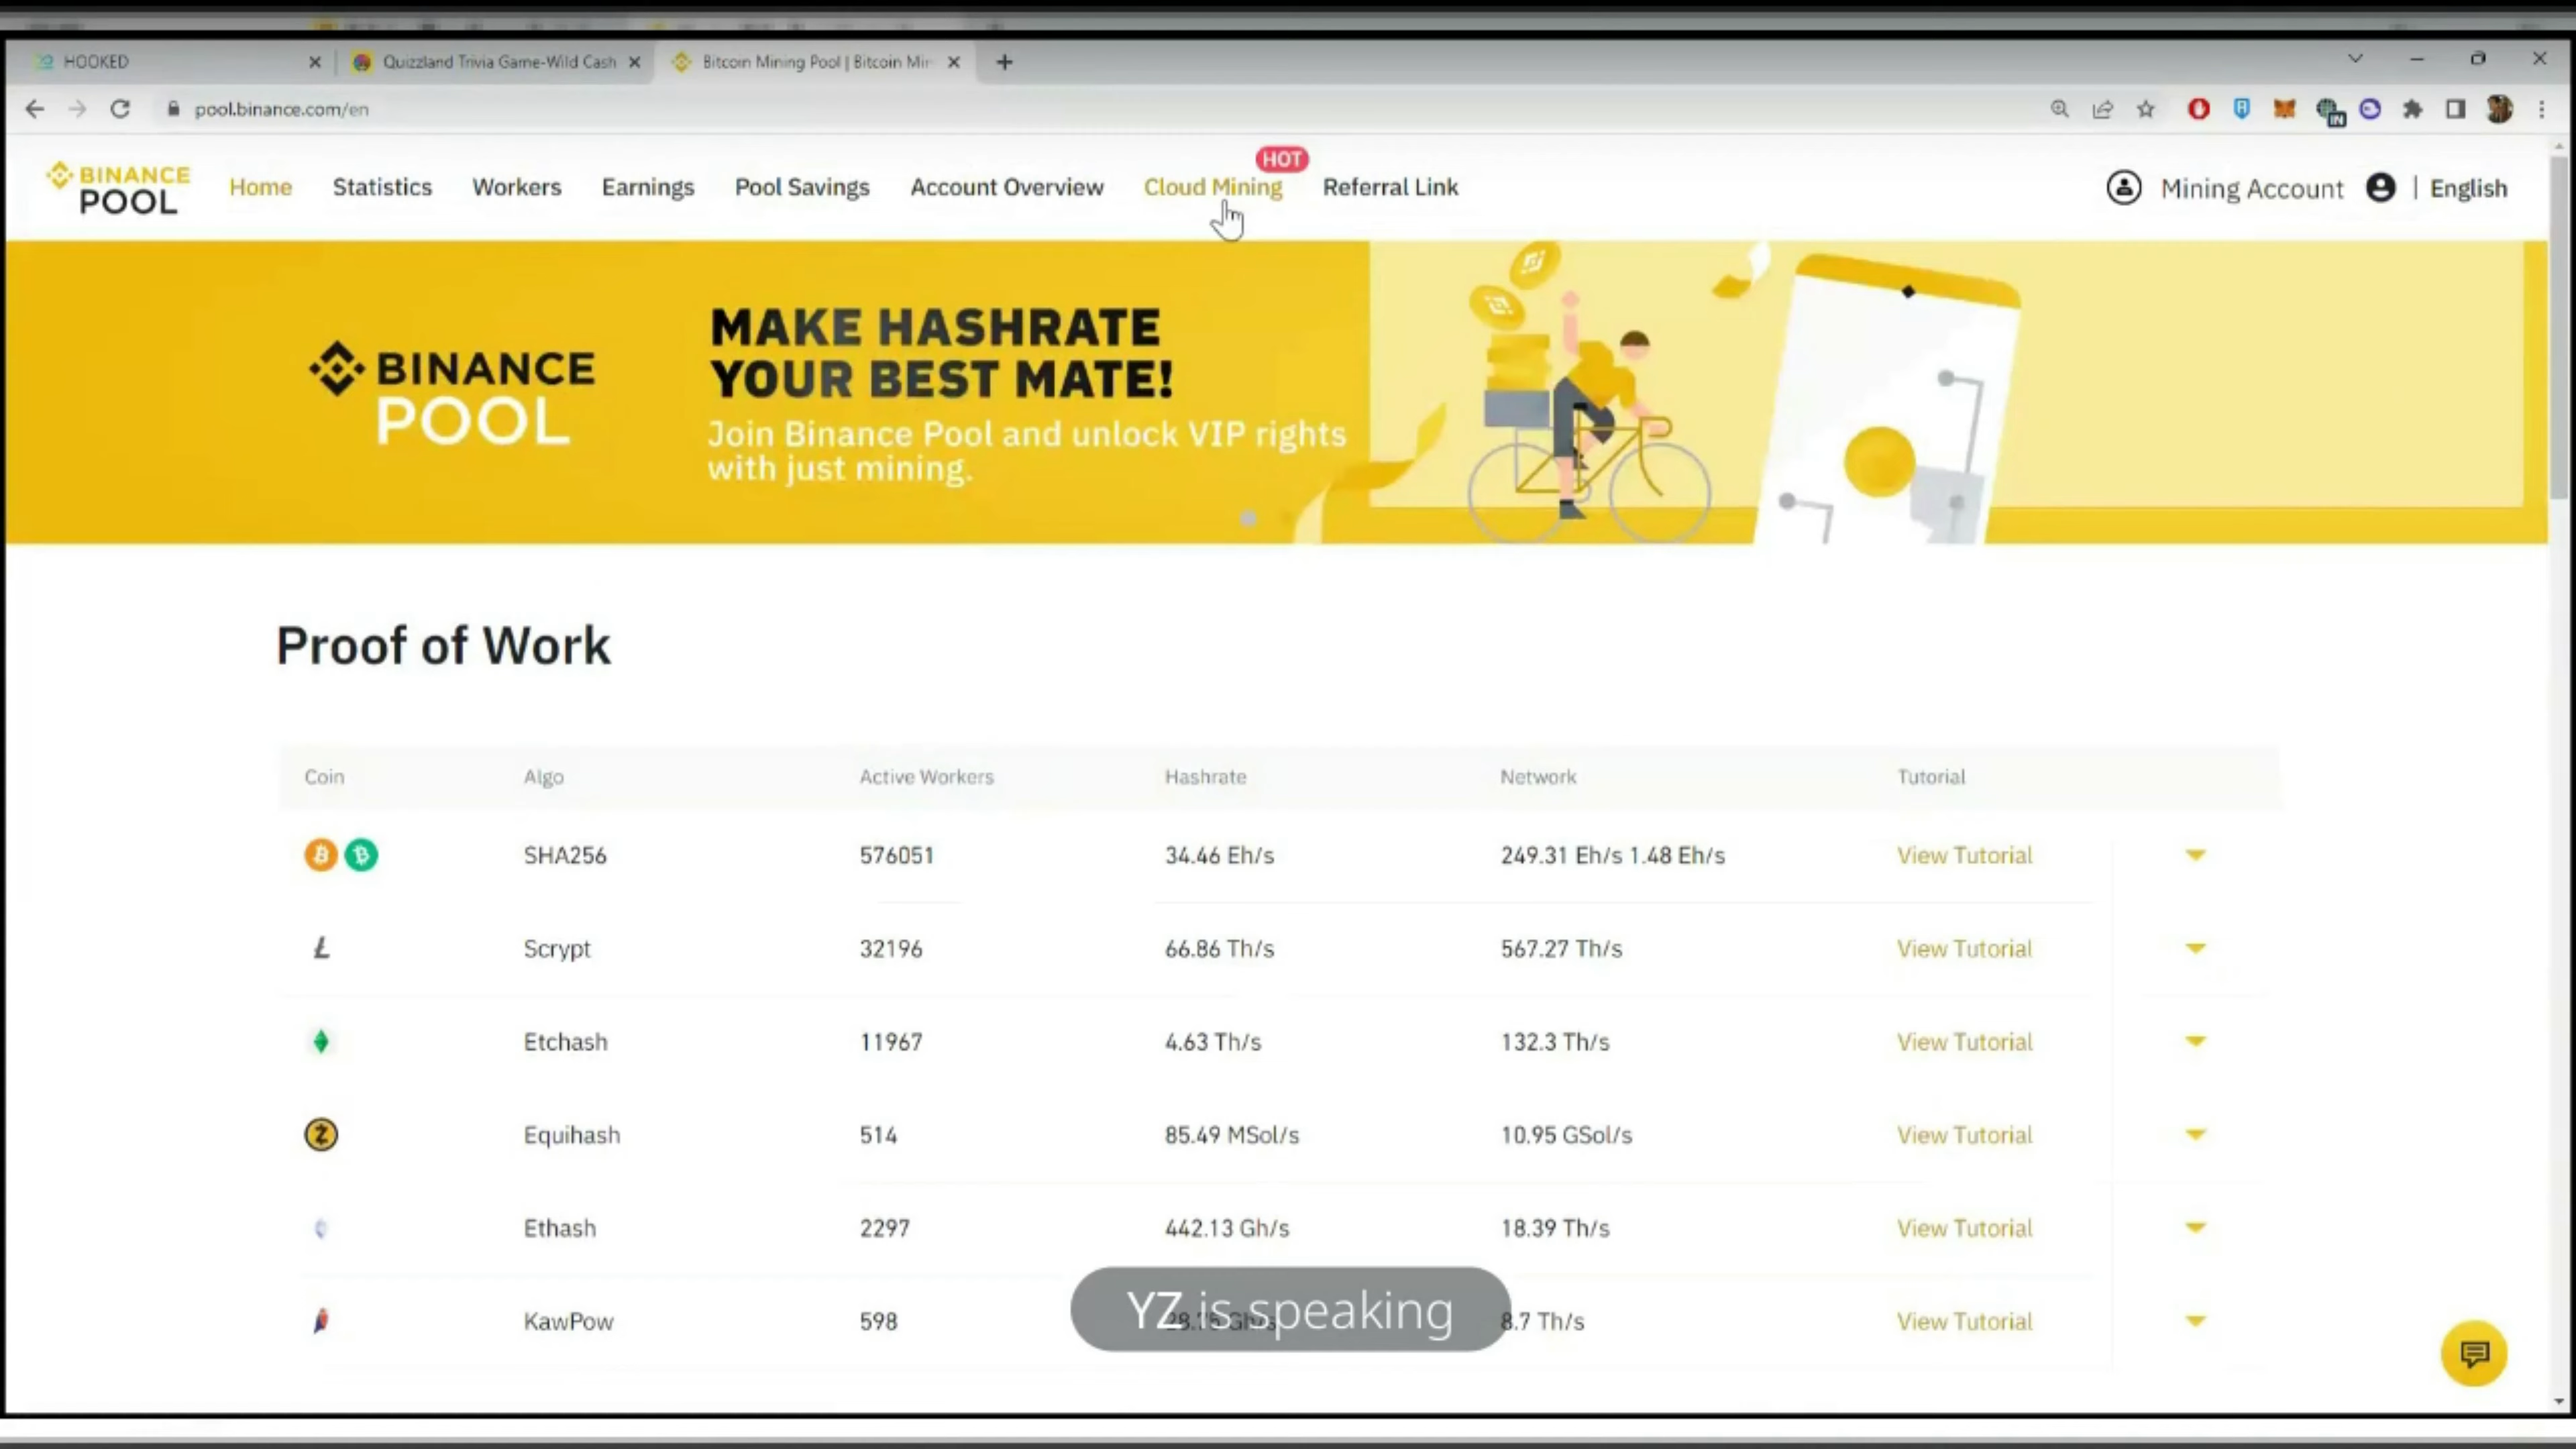 HOOKED
Quizzland Trivia Game-Wild Cash
Bitcoin Mining Pool | Bitcoin Min
pool.binance.com/en
IN
HOT
BINANCE
POOL
Home
Statistics
Workers
Earnings
Pool Savings
Account Overview
Cloud Mining
Referral Link
Mining Account
| English
BINANCE
POOL
MAKE HASHRATE
YOUR BEST MATE!
Join Binance Pool and unlock VIP rights
with just mining.
Proof of Work
Coin Algo Active Workers Hashrate Network Tutorial
SHA256 576051 34.46 Eh/s 249.31 Eh/s 1.48 Eh/s View Tutorial
Scrypt 32196 66.86 Th/s 567.27 Th/s View Tutorial
Etchash 11967 4.63 Th/s 132.3 Th/s View Tutorial
Equihash 514 85.49 MSol/s 10.95 GSol/s View Tutorial
Ethash 2297 442.13 Gh/s 18.39 Th/s View Tutorial
KawPow 598 8.7 Th/s View Tutorial
YZ is speaking